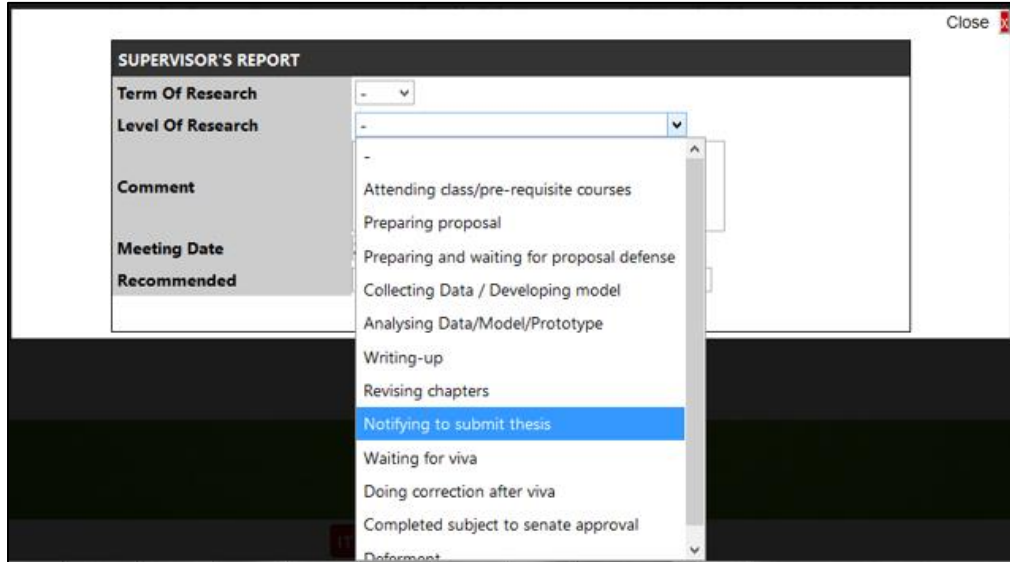 Close x
SUPERVISOR'S REPORT
Term Of Research -
Level Of Research -
-
Attending class/pre-requisite courses
Comment
Preparing proposal
Meeting Date
Preparing and waiting for proposal defense
Recommended
Collecting Data / Developing model
Analysing Data/Model/Prototype
Writing-up
Revising chapters
Notifying to submit thesis
Waiting for viva
Doing correction after viva
Completed subject to senate approval